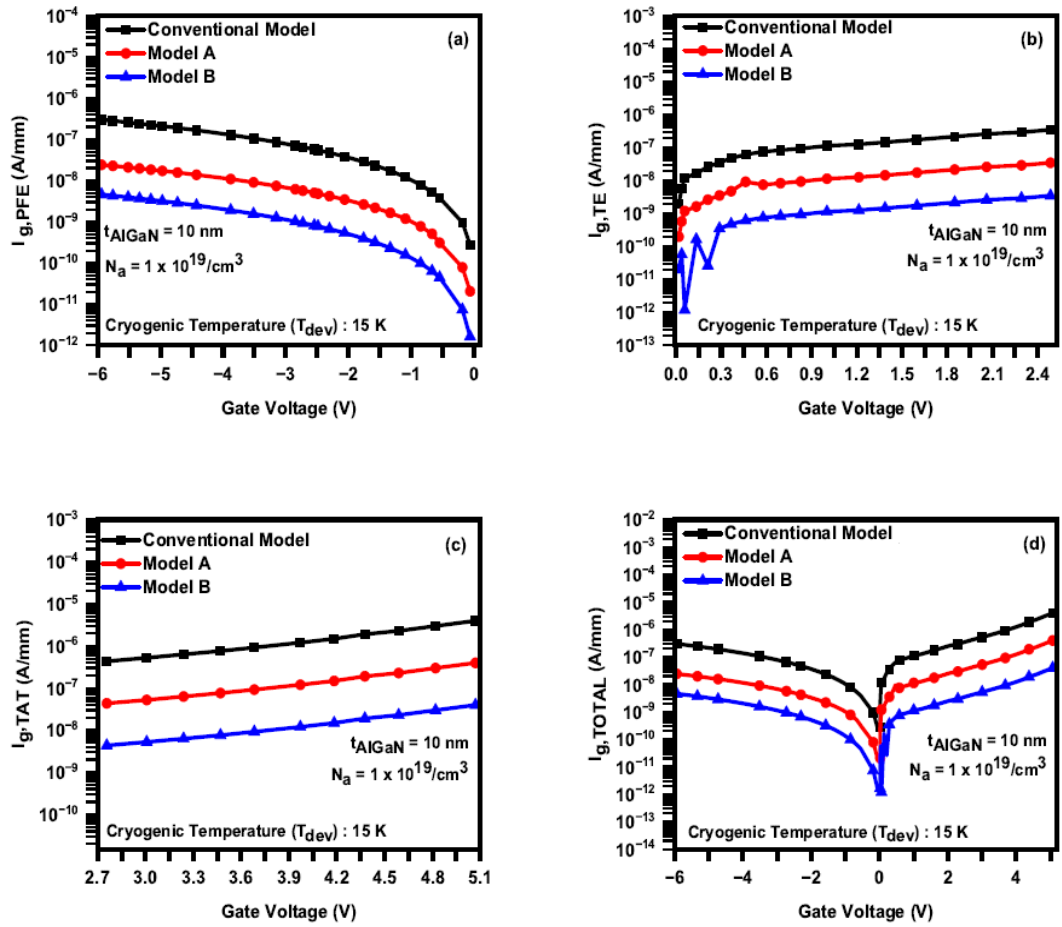 (a)
Conventional Model
Model A
Model B
I_g,PFE (A/mm)
10^−4
10^−5
10^−6
10^−7
10^−8
10^−9
10^−10
10^−11
10^−12
t_AlGaN = 10 nm
N_a = 1 x 10^19/cm^3
Cryogenic Temperature (T_dev) : 15 K
−6 −5 −4 −3 −2 −1 0
Gate Voltage (V)
(b)
Conventional Model
Model A
Model B
I_g,TE (A/mm)
10^−3
10^−4
10^−5
10^−6
10^−7
10^−8
10^−9
10^−10
10^−11
10^−12
10^−13
t_AlGaN = 10 nm
N_a = 1 x 10^19/cm^3
Cryogenic Temperature (T_dev) : 15 K
0.0 0.3 0.6 0.9 1.2 1.5 1.8 2.1 2.4
Gate Voltage (V)
(c)
Conventional Model
Model A
Model B
I_g,TAT (A/mm)
10^−3
10^−4
10^−5
10^−6
10^−7
10^−8
10^−9
10^−10
t_AlGaN = 10 nm
N_a = 1 x 10^19/cm^3
Cryogenic Temperature (T_dev) : 15 K
2.7 3.0 3.3 3.6 3.9 4.2 4.5 4.8 5.1
Gate Voltage (V)
(d)
Conventional Model
Model A
Model B
I_g,TOTAL (A/mm)
10^−2
10^−3
10^−4
10^−5
10^−6
10^−7
10^−8
10^−9
10^−10
10^−11
10^−12
10^−13
10^−14
t_AlGaN = 10 nm
N_a = 1 x 10^19/cm^3
Cryogenic Temperature (T_dev) : 15 K
−6 −4 −2 0 2 4
Gate Voltage (V)